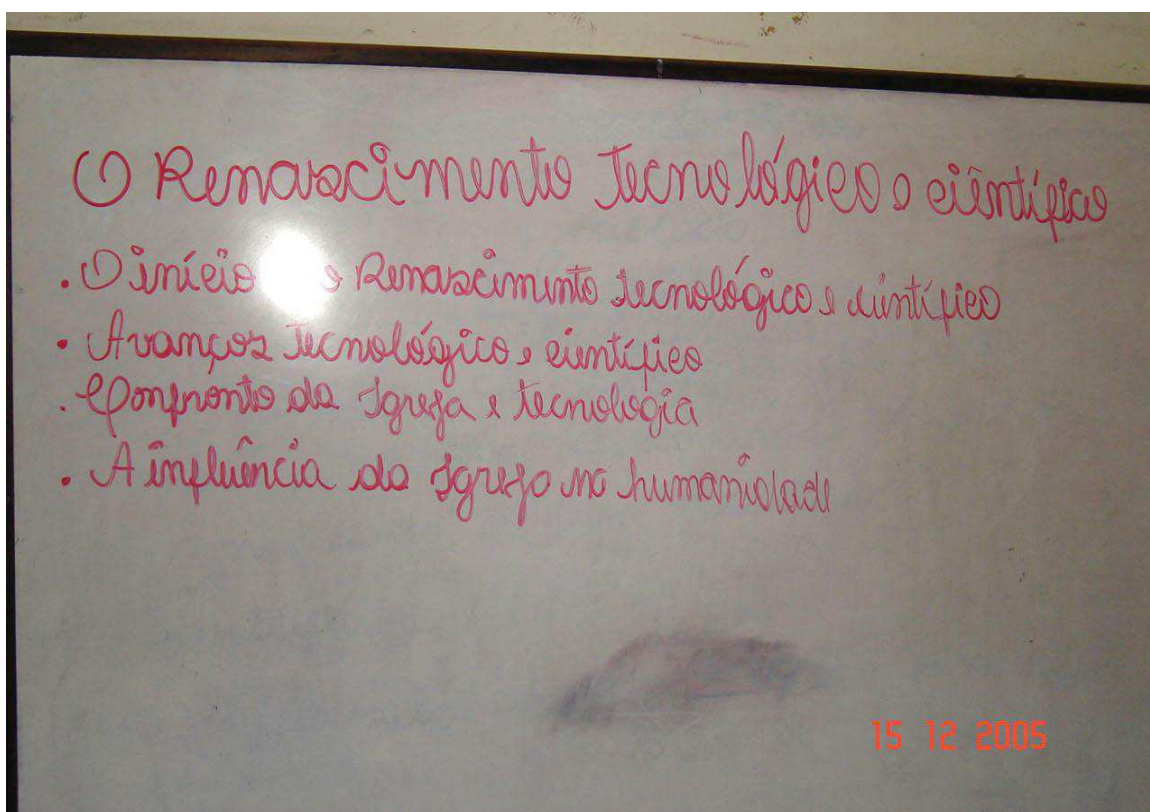 O Renascimento tecnológico e científico
. O início do Renascimento tecnológico e científico
. Avanços tecnológico e científico
. Confronto da Igreja e tecnologia
. A influência da Igreja na humanidade
15 12 2005